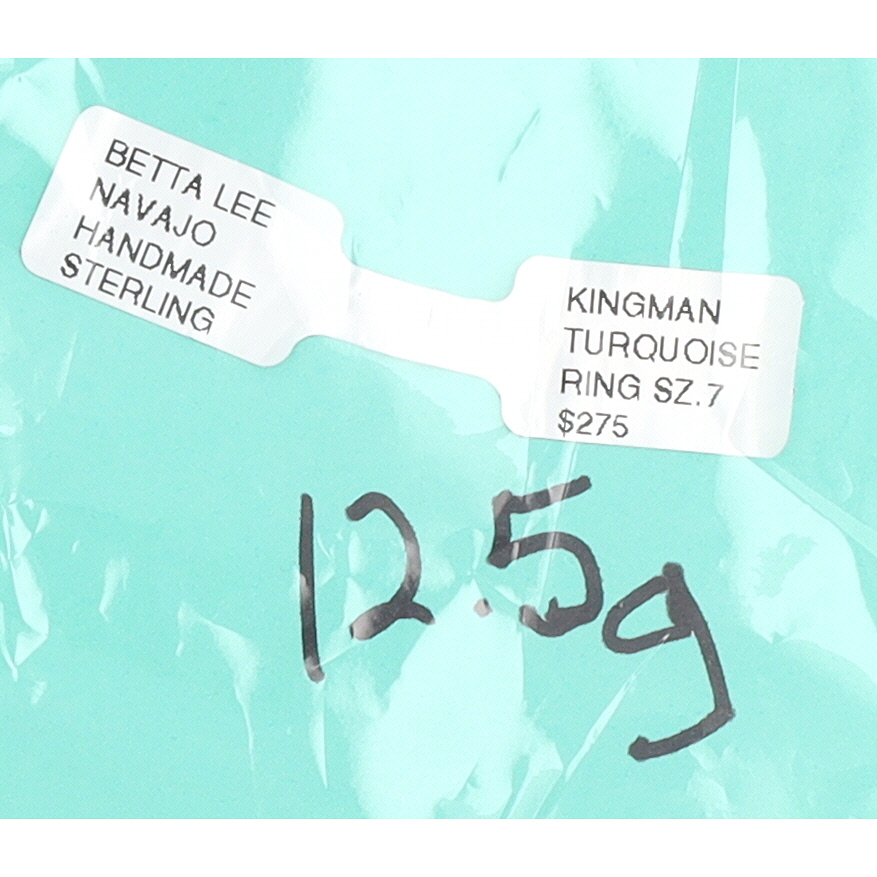 BETTA LEE
NAVAJO
HANDMADE
STERLING
KINGMAN
TURQUOISE
RING SZ.7
$275
12.5g